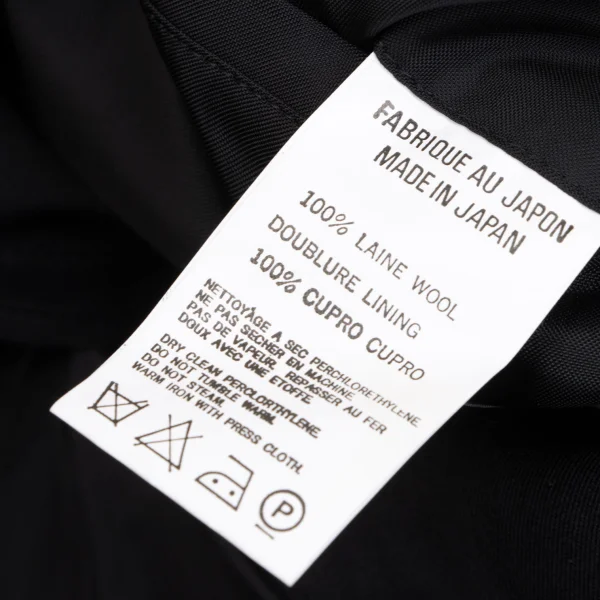 FABRIQUE AU JAPON
MADE IN JAPAN
100% LAINE WOOL
DOUBLURE LINING
100% CUPRO CUPRO
NETTOYAGE A SEC PERCHLORETHYLENE.
NE PAS SECHER EN MACHINE.
PAS DE VAPEUR. REPASSER AU FER
DOUX AVEC UNE ETOFFE.
DRY CLEAN PERCLORTHYLENE.
DO NOT TUMBLE WARM.
DO NOT STEAM.
WARM IRON WITH PRESS CLOTH.
P